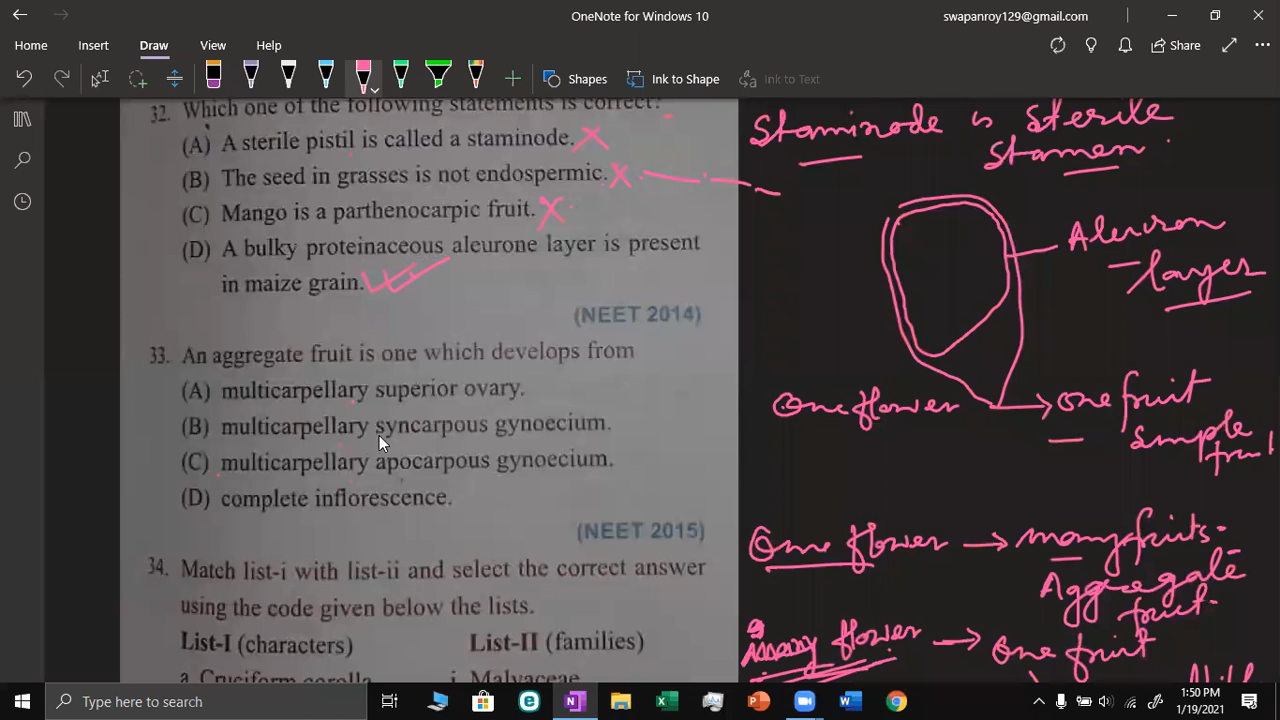 OneNote for Windows 10
swapanroy129@gmail.com
Home Insert Draw View Help
Share
Shapes
Ink to Shape
Ink to Text
32. Which one of the following statements is correct?
(A) A sterile pistil is called a staminode.
(B) The seed in grasses is not endospermic.
(C) Mango is a parthenocarpic fruit.
(D) A bulky proteinaceous aleurone layer is present
in maize grain.
(NEET 2014)
33. An aggregate fruit is one which develops from
(A) multicarpellary superior ovary.
(B) multicarpellary syncarpous gynoecium.
(C) multicarpellary apocarpous gynoecium.
(D) complete inflorescence.
(NEET 2015)
34. Match list-i with list-ii and select the correct answer
using the code given below the lists.
List-I (characters) List-II (families)
a. Cruciform corolla i. Malvaceae
Staminode is Sterile
Stamen
Aleuron
layer
One flower → one fruit
simple
One flower → many fruits
Aggregate
fruit
many flower → one fruit
Type here to search
1:50 PM
1/19/2021